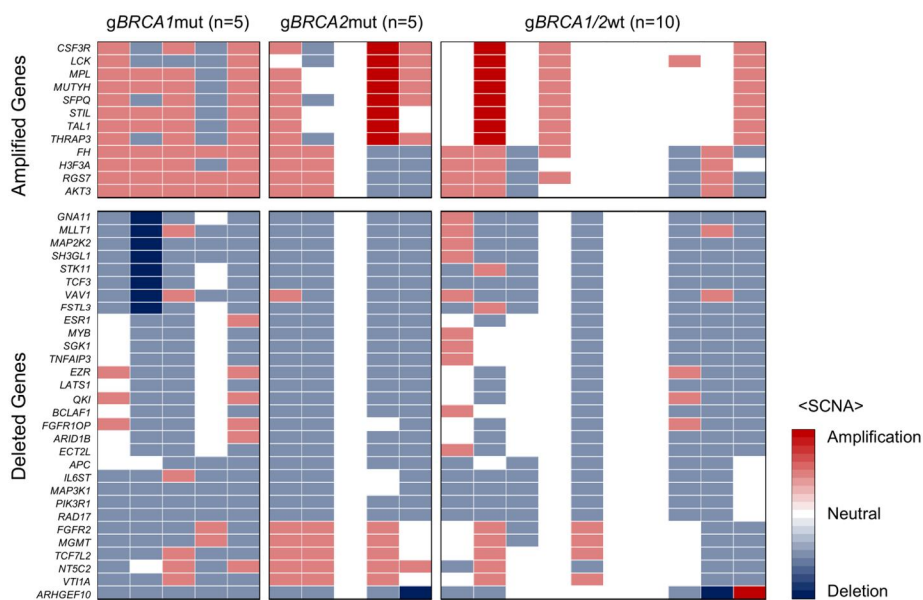 gBRCA1mut (n=5) gBRCA2mut (n=5) gBRCA1/2wt (n=10)
Amplified Genes
CSF3R
LCK
MPL
MUTYH
SFPQ
STIL
TAL1
THRAP3
FH
H3F3A
RGS7
AKT3
Deleted Genes
GNA11
MLLT1
MAP2K2
SH3GL1
STK11
TCF3
VAV1
FSTL3
ESR1
MYB
SGK1
TNFAIP3
EZR
LATS1
QKI
BCLAF1
FGFR1OP
ARID1B
ECT2L
APC
IL6ST
MAP3K1
PIK3R1
RAD17
FGFR2
MGMT
TCF7L2
NT5C2
VTI1A
ARHGEF10
<SCNA>
Amplification
Neutral
Deletion